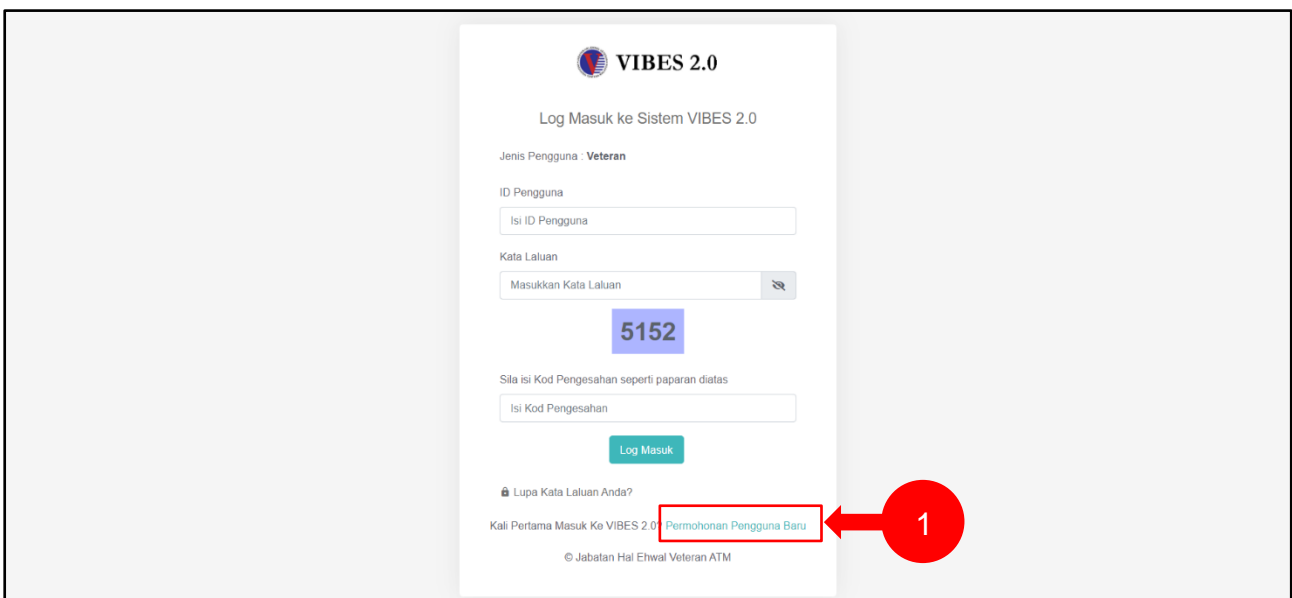 VIBES 2.0
Log Masuk ke Sistem VIBES 2.0
Jenis Pengguna : Veteran
ID Pengguna
Isi ID Pengguna
Kata Laluan
Masukkan Kata Laluan
5152
Sila isi Kod Pengesahan seperti paparan diatas
Isi Kod Pengesahan
Log Masuk
Lupa Kata Laluan Anda?
Kali Pertama Masuk Ke VIBES 2.0? Permohonan Pengguna Baru
1
© Jabatan Hal Ehwal Veteran ATM